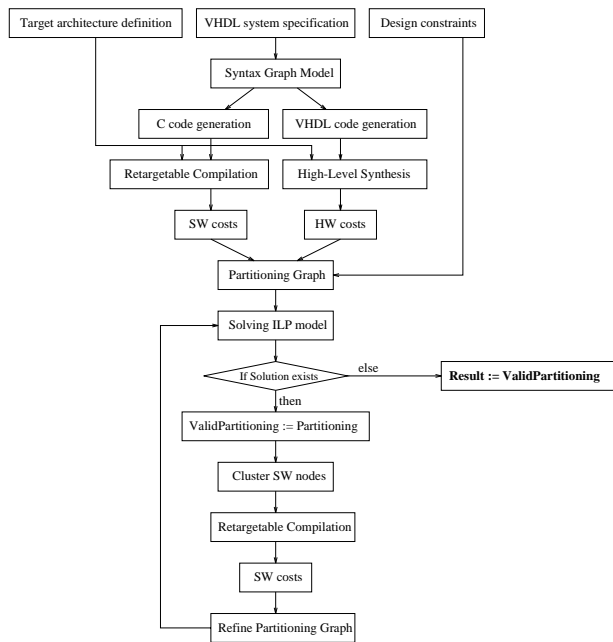 Target architecture definition
VHDL system specification
Design constraints
Syntax Graph Model
C code generation
VHDL code generation
Retargetable Compilation
High-Level Synthesis
SW costs
HW costs
Partitioning Graph
Solving ILP model
If Solution exists
else
Result := ValidPartitioning
then
ValidPartitioning := Partitioning
Cluster SW nodes
Retargetable Compilation
SW costs
Refine Partitioning Graph